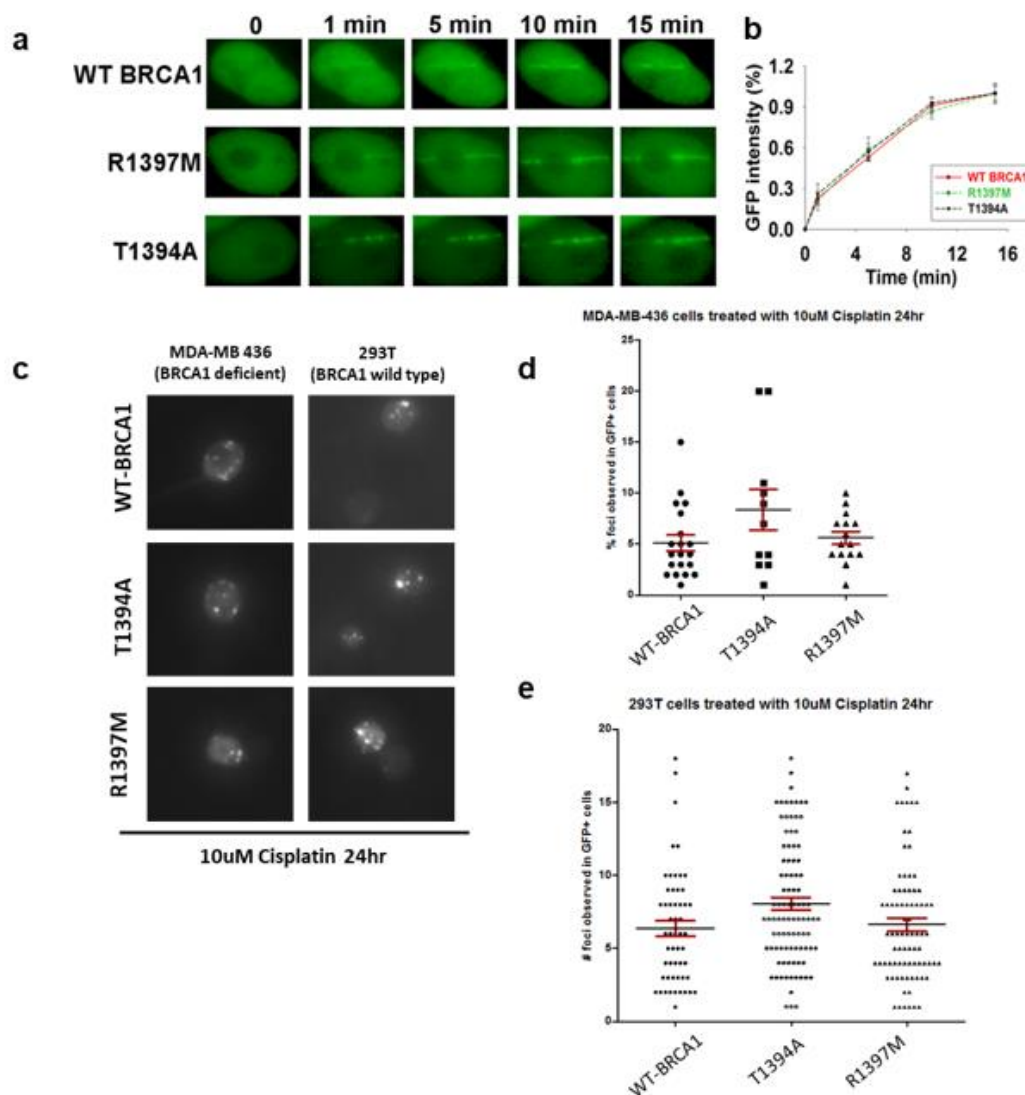 a
0 1 min 5 min 10 min 15 min
WT BRCA1
R1397M
T1394A
b
GFP intensity (%)
1.2
0.9
0.6
0.3
0.0
WT BRCA1
R1397M
T1394A
0 4 8 12 16
Time (min)
c
MDA-MB 436
(BRCA1 deficient)
293T
(BRCA1 wild type)
WT-BRCA1
T1394A
R1397M
10uM Cisplatin 24hr
d
MDA-MB-436 cells treated with 10uM Cisplatin 24hr
% foci observed in GFP+ cells
25
20
15
10
5
0
WT-BRCA1
T1394A
R1397M
e
293T cells treated with 10uM Cisplatin 24hr
# foci observed in GFP+ cells
20
15
10
5
0
WT-BRCA1
T1394A
R1397M